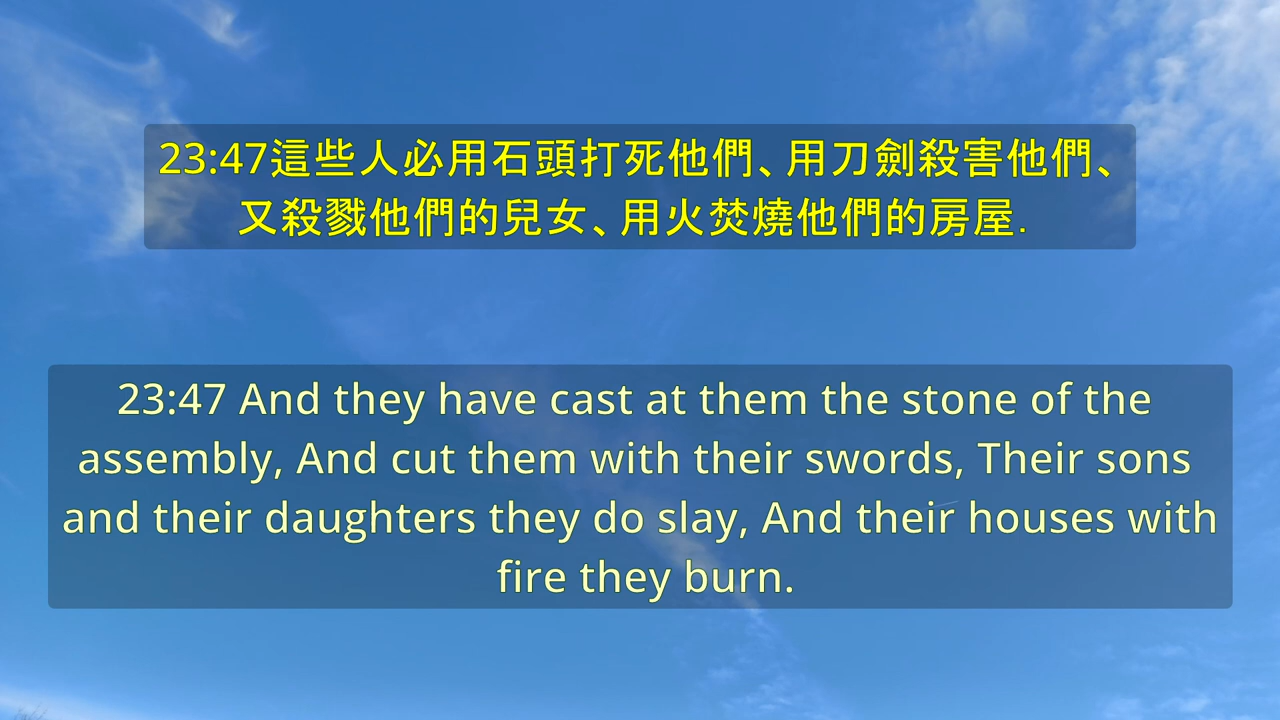 23:47這些人必用石頭打死他們、用刀劍殺害他們、
又殺戮他們的兒女、用火焚燒他們的房屋.
23:47 And they have cast at them the stone of the
assembly, And cut them with their swords, Their sons
and their daughters they do slay, And their houses with
fire they burn.